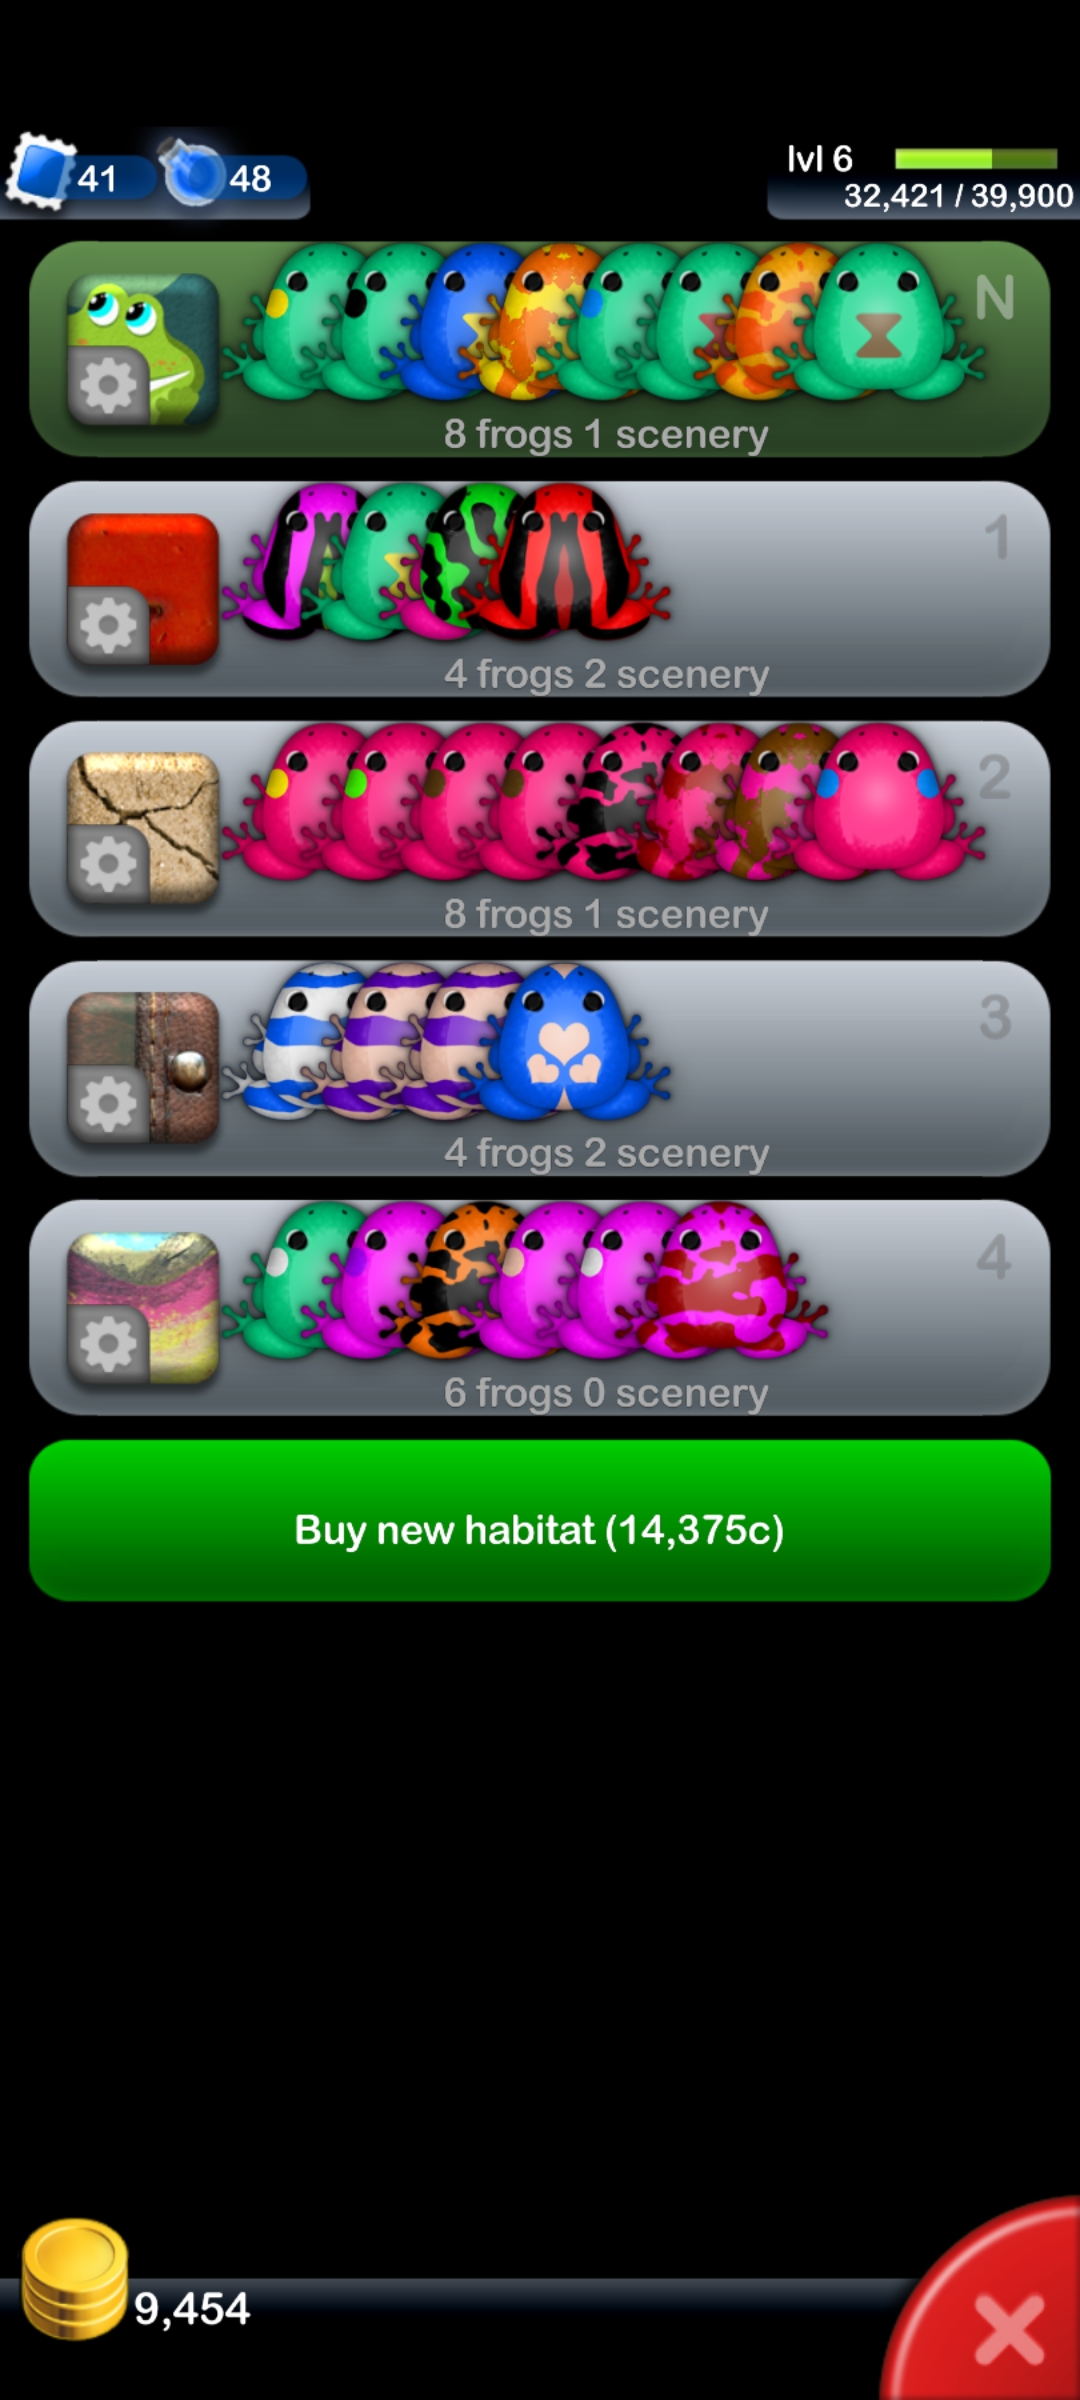 41
48
lvl 6
32,421 / 39,900
N
8 frogs 1 scenery
1
4 frogs 2 scenery
2
8 frogs 1 scenery
3
4 frogs 2 scenery
4
6 frogs 0 scenery
Buy new habitat (14,375c)
9,454